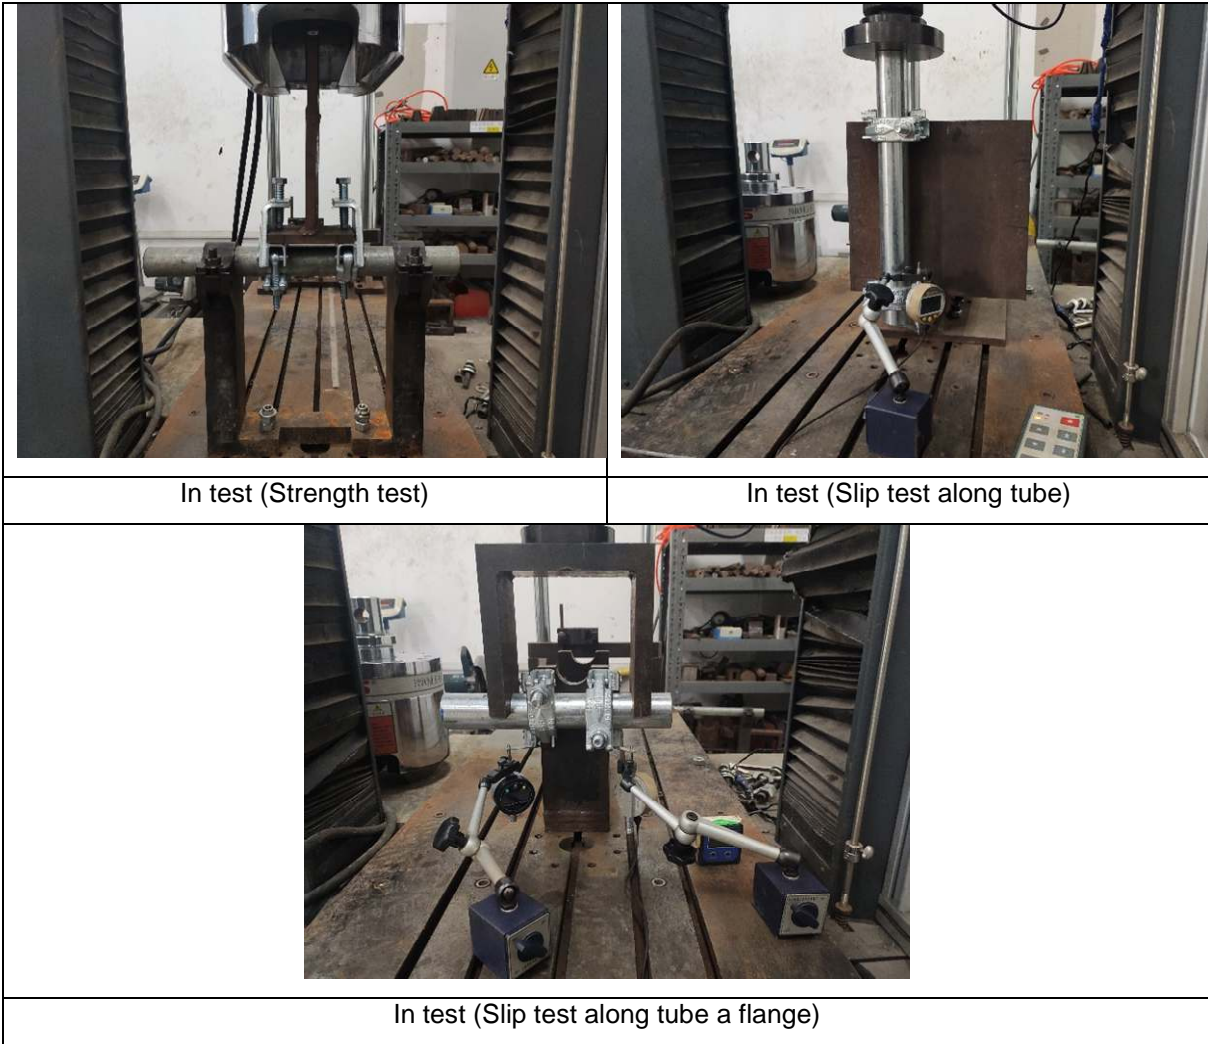 In test (Strength test)
In test (Slip test along tube)
In test (Slip test along tube a flange)